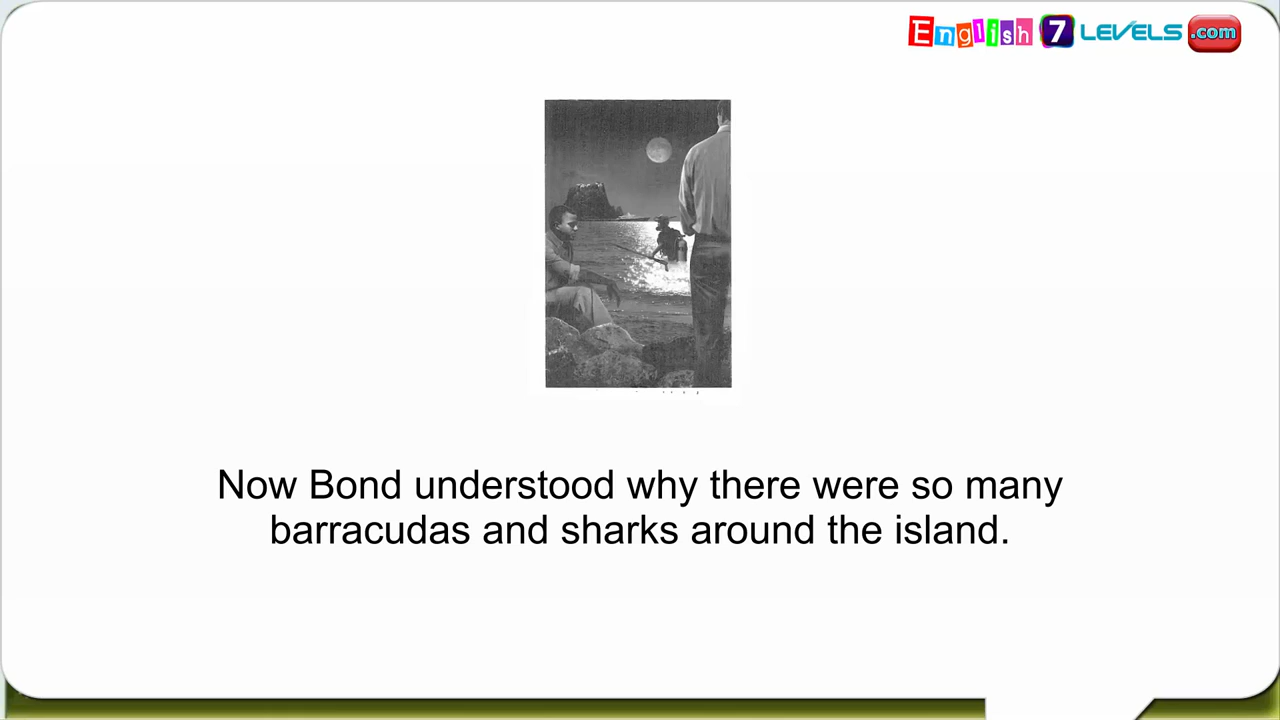 English 7 LEVELS .com
Now Bond understood why there were so many
barracudas and sharks around the island.